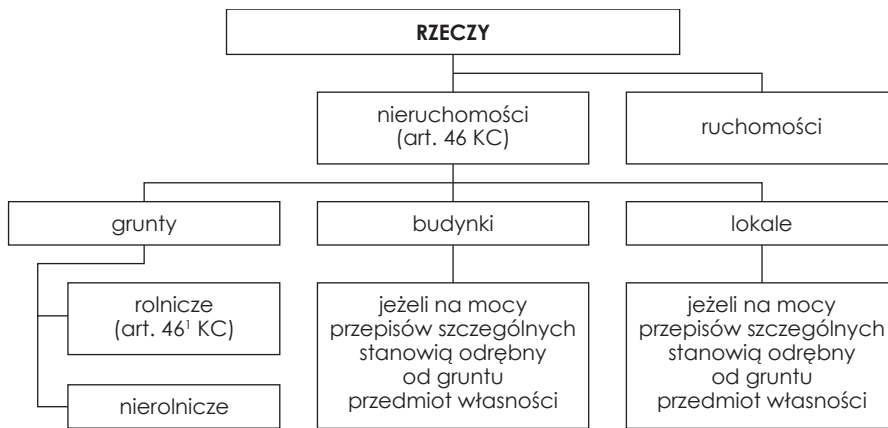 RZECZY
nieruchomości
(art. 46 KC)
ruchomości
grunty
budynki
lokale
rolnicze
(art. 46¹ KC)
nierolnicze
jeżeli na mocy
przepisów szczególnych
stanowią odrębny
od gruntu
przedmiot własności
jeżeli na mocy
przepisów szczególnych
stanowią odrębny
od gruntu
przedmiot własności